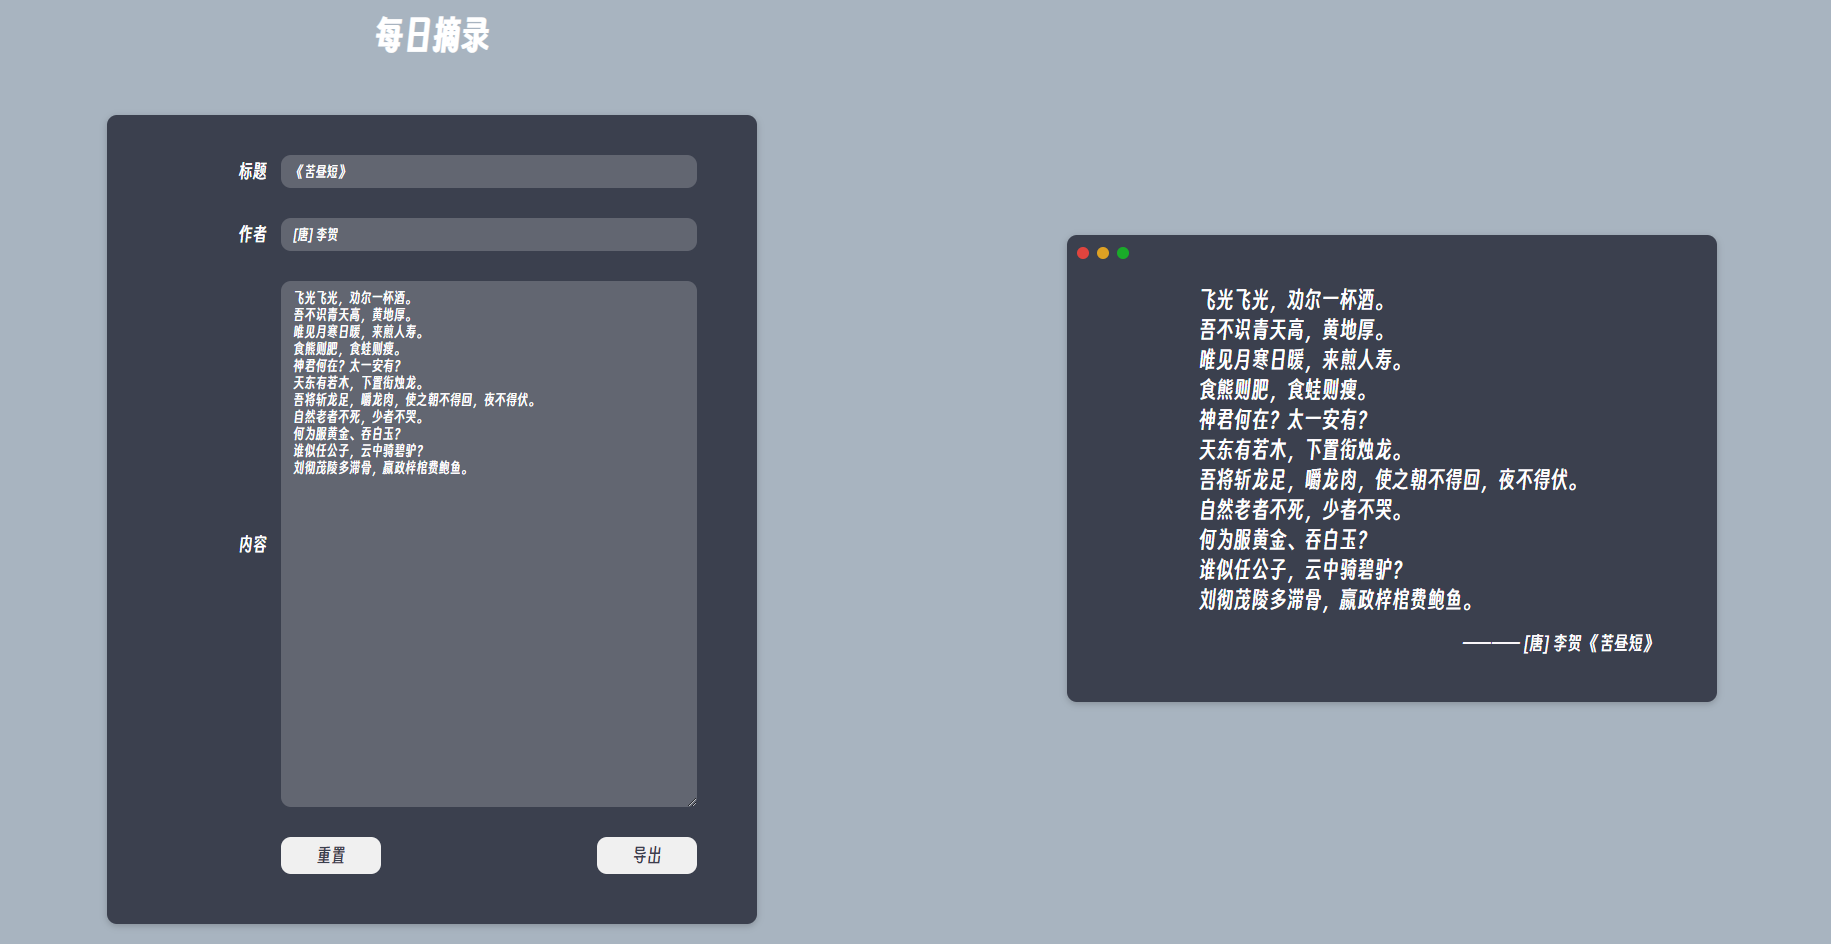 每日摘录
标题
《苦昼短》
作者
[唐] 李贺
内容
飞光飞光，劝尔一杯酒。
吾不识青天高，黄地厚。
唯见月寒日暖，来煎人寿。
食熊则肥，食蛙则瘦。
神君何在？太一安有？
天东有若木，下置衔烛龙。
吾将斩龙足，嚼龙肉，使之朝不得回，夜不得伏。
自然老者不死，少者不哭。
何为服黄金、吞白玉？
谁似任公子，云中骑碧驴？
刘彻茂陵多滞骨，嬴政梓棺费鲍鱼。
重置
导出
飞光飞光，劝尔一杯酒。
吾不识青天高，黄地厚。
唯见月寒日暖，来煎人寿。
食熊则肥，食蛙则瘦。
神君何在？太一安有？
天东有若木，下置衔烛龙。
吾将斩龙足，嚼龙肉，使之朝不得回，夜不得伏。
自然老者不死，少者不哭。
何为服黄金、吞白玉？
谁似任公子，云中骑碧驴？
刘彻茂陵多滞骨，嬴政梓棺费鲍鱼。
———— [唐] 李贺《苦昼短》